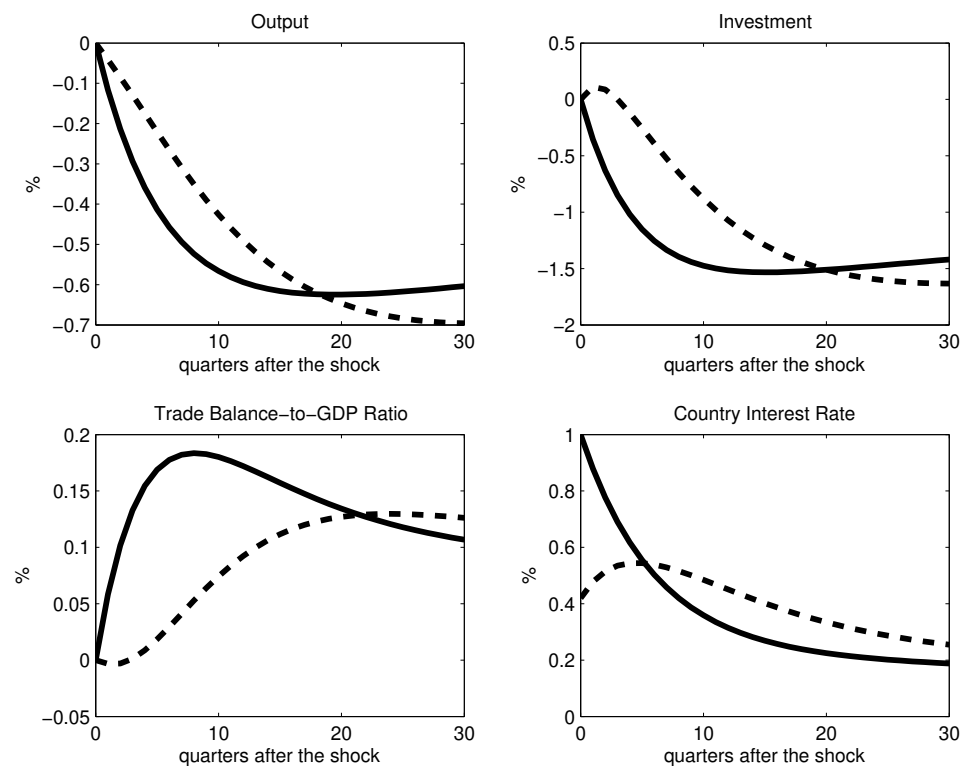 Output
0
−0.1
−0.2
−0.3
−0.4
−0.5
−0.6
−0.7
%
0 10 20 30
quarters after the shock
Investment
0.5
0
−0.5
−1
−1.5
−2
%
0 10 20 30
quarters after the shock
Trade Balance−to−GDP Ratio
0.2
0.15
0.1
0.05
0
−0.05
%
0 10 20 30
quarters after the shock
Country Interest Rate
1
0.8
0.6
0.4
0.2
0
%
0 10 20 30
quarters after the shock